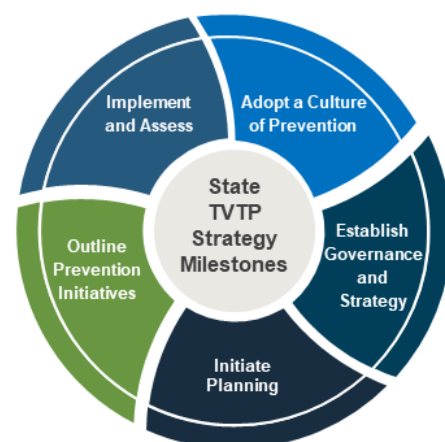 State
TVTP
Strategy
Milestones
Adopt a Culture
of Prevention
Establish
Governance
and
Strategy
Initiate
Planning
Outline
Prevention
Initiatives
Implement
and Assess